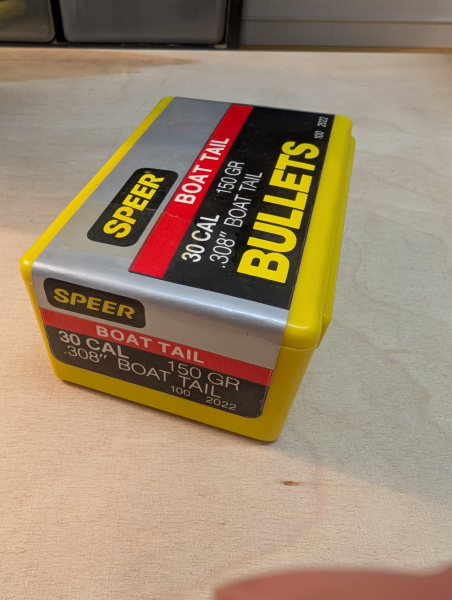 SPEER
BOAT TAIL
30 CAL 150 GR
.308" BOAT TAIL
BULLETS
100 2022
SPEER
BOAT TAIL
30 CAL 150 GR
.308" BOAT TAIL
100 2022